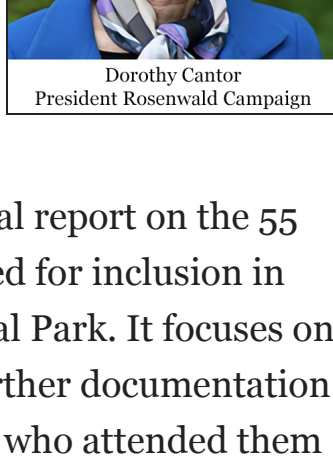 Dorothy Cantor
President Rosenwald Campaign
al report on the 55
ed for inclusion in
al Park. It focuses on
rther documentation
who attended them